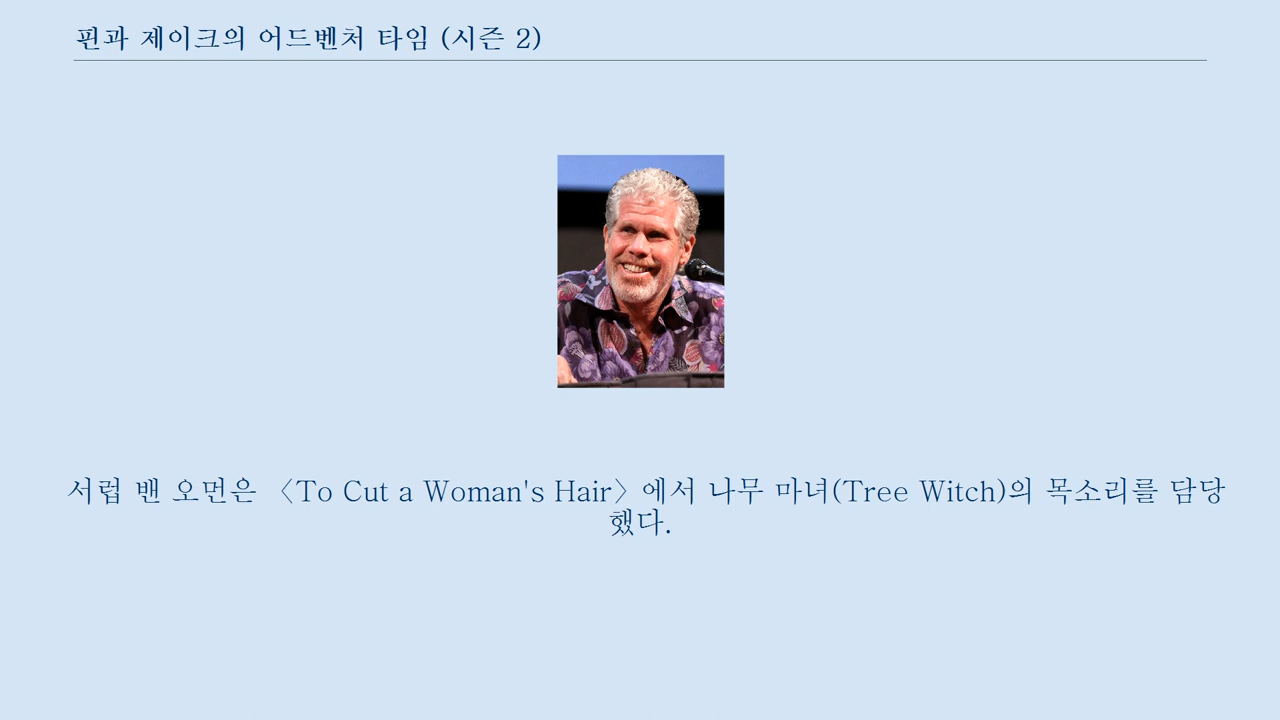 핀과 제이크의 어드벤처 타임 (시즌 2)
서럽 밴 오먼은 〈To Cut a Woman's Hair〉에서 나무 마녀(Tree Witch)의 목소리를 담당
했다.